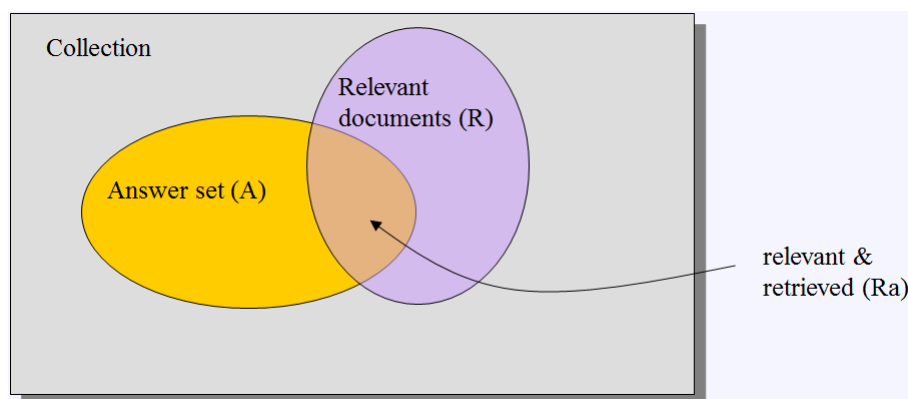 Collection
Relevant
documents (R)
Answer set (A)
relevant &
retrieved (Ra)